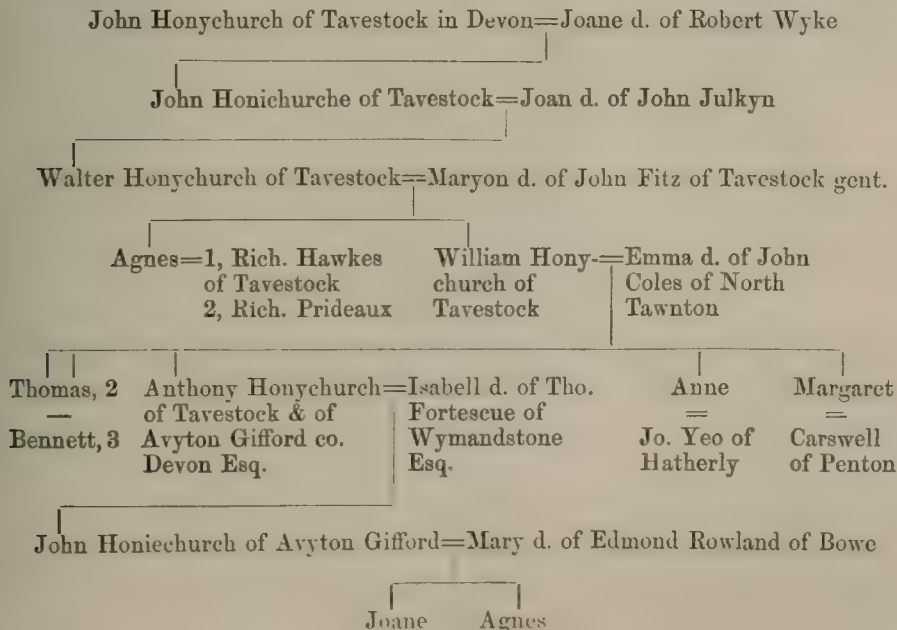 John Honychurch of Tavestock in Devon=Joane d. of Robert Wyke
John Honichurche of Tavestock=Joan d. of John Julkyn
Walter Honychurch of Tavestock=Maryon d. of John Fitz of Tavestock gent.
Agnes=1, Rich. Hawkes
of Tavestock
2, Rich. Prideaux
William Hony-=Emma d. of John
church of Coles of North
Tavestock Tawnton
Thomas, 2
Bennett, 3
Anthony Honychurch=Isabell d. of Tho.
of Tavestock & of Fortescue of
Avyton Gifford co. Wymandstone
Devon Esq. Esq.
Anne
=
Jo. Yeo of
Hatherly
Margaret
=
Carswell
of Penton
John Honiechurch of Avyton Gifford=Mary d. of Edmond Rowland of Bowe
Joane Agnes